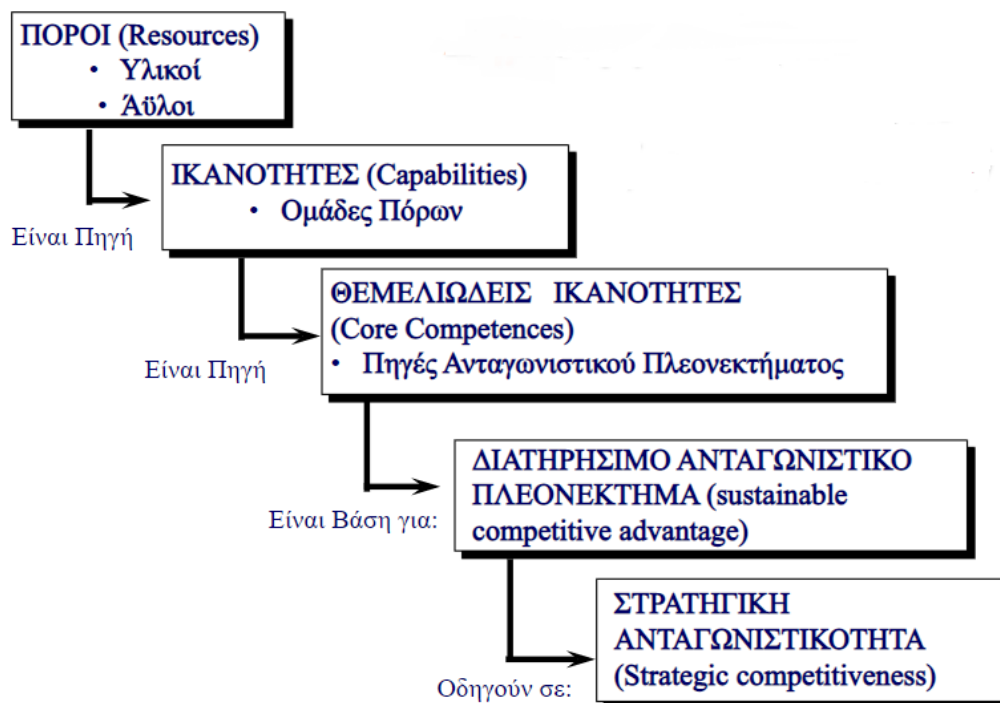 ΠΟΡΟΙ (Resources)
• Υλικοί
• Άϋλοι
Είναι Πηγή
ΙΚΑΝΟΤΗΤΕΣ (Capabilities)
• Ομάδες Πόρων
Είναι Πηγή
ΘΕΜΕΛΙΩΔΕΙΣ ΙΚΑΝΟΤΗΤΕΣ
(Core Competences)
• Πηγές Ανταγωνιστικού Πλεονεκτήματος
Είναι Βάση για:
ΔΙΑΤΗΡΗΣΙΜΟ ΑΝΤΑΓΩΝΙΣΤΙΚΟ
ΠΛΕΟΝΕΚΤΗΜΑ (sustainable
competitive advantage)
Οδηγούν σε:
ΣΤΡΑΤΗΓΙΚΗ
ΑΝΤΑΓΩΝΙΣΤΙΚΟΤΗΤΑ
(Strategic competitiveness)